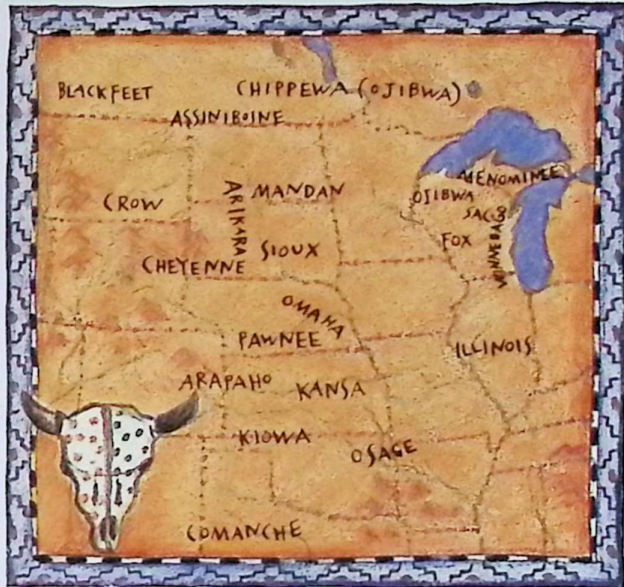 BLACKFEET
CHIPPEWA (OJIBWA)
ASSINIBOINE
MENOMINEE
MANDAN
ARIKARA
OJIBWA
CROW
SAC &
FOX
SIOUX
CHEYENNE
OMAHA
PAWNEE
ILLINOIS
ARAPAHO
KANSA
KIOWA
OSAGE
COMANCHE